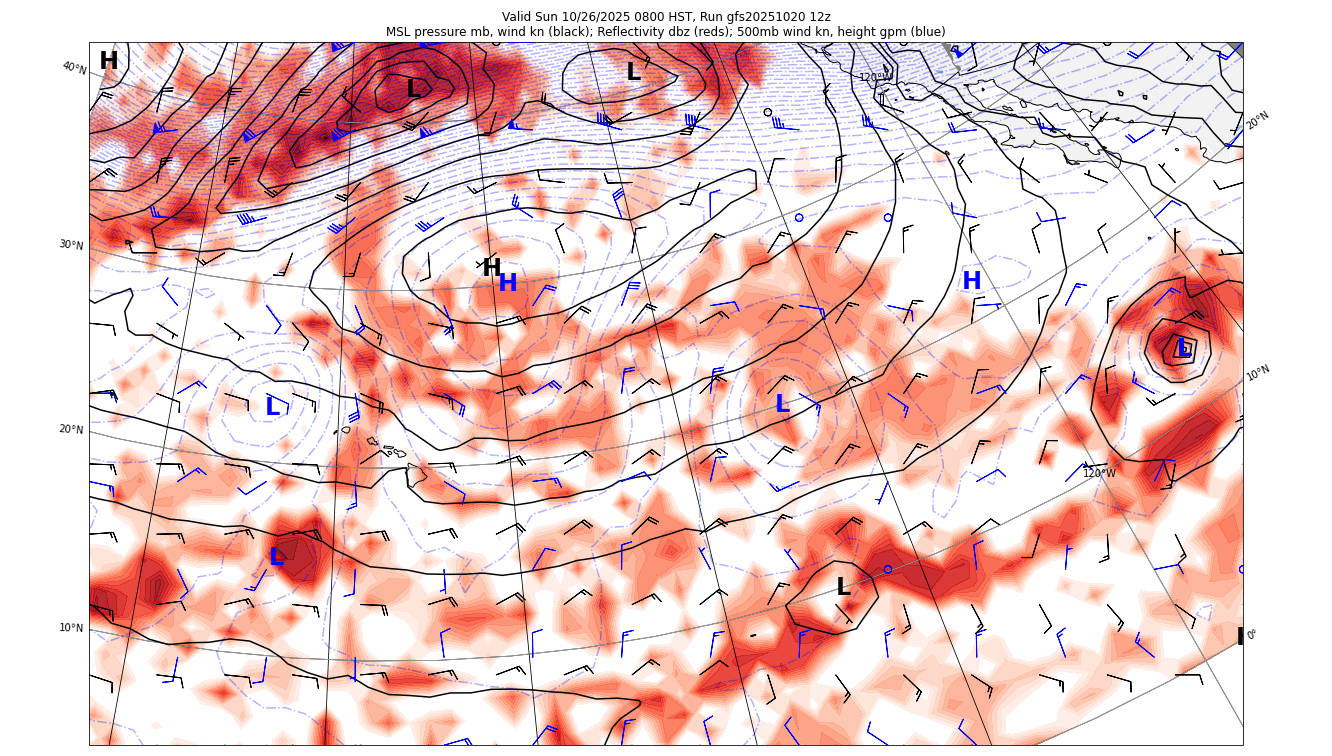 Valid Sun 10/26/2025 0800 HST, Run gfs20251020 12z
MSL pressure mb, wind kn (black); Reflectivity dbz (reds); 500mb wind kn, height gpm (blue)
H
40°N
L
L
120°W
20°N
30°N
H
H
H
L
10°N
L
L
20°N
120°W
L
L
10°N
0°